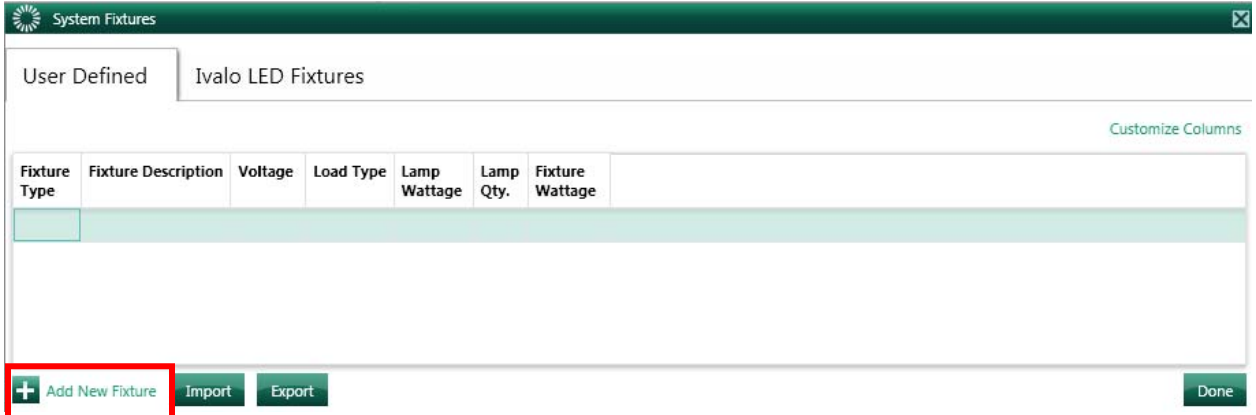 System Fixtures
User Defined
Ivalo LED Fixtures
Customize Columns
Fixture Type
Fixture Description
Voltage
Load Type
Lamp Wattage
Lamp Qty.
Fixture Wattage
Add New Fixture
Import
Export
Done